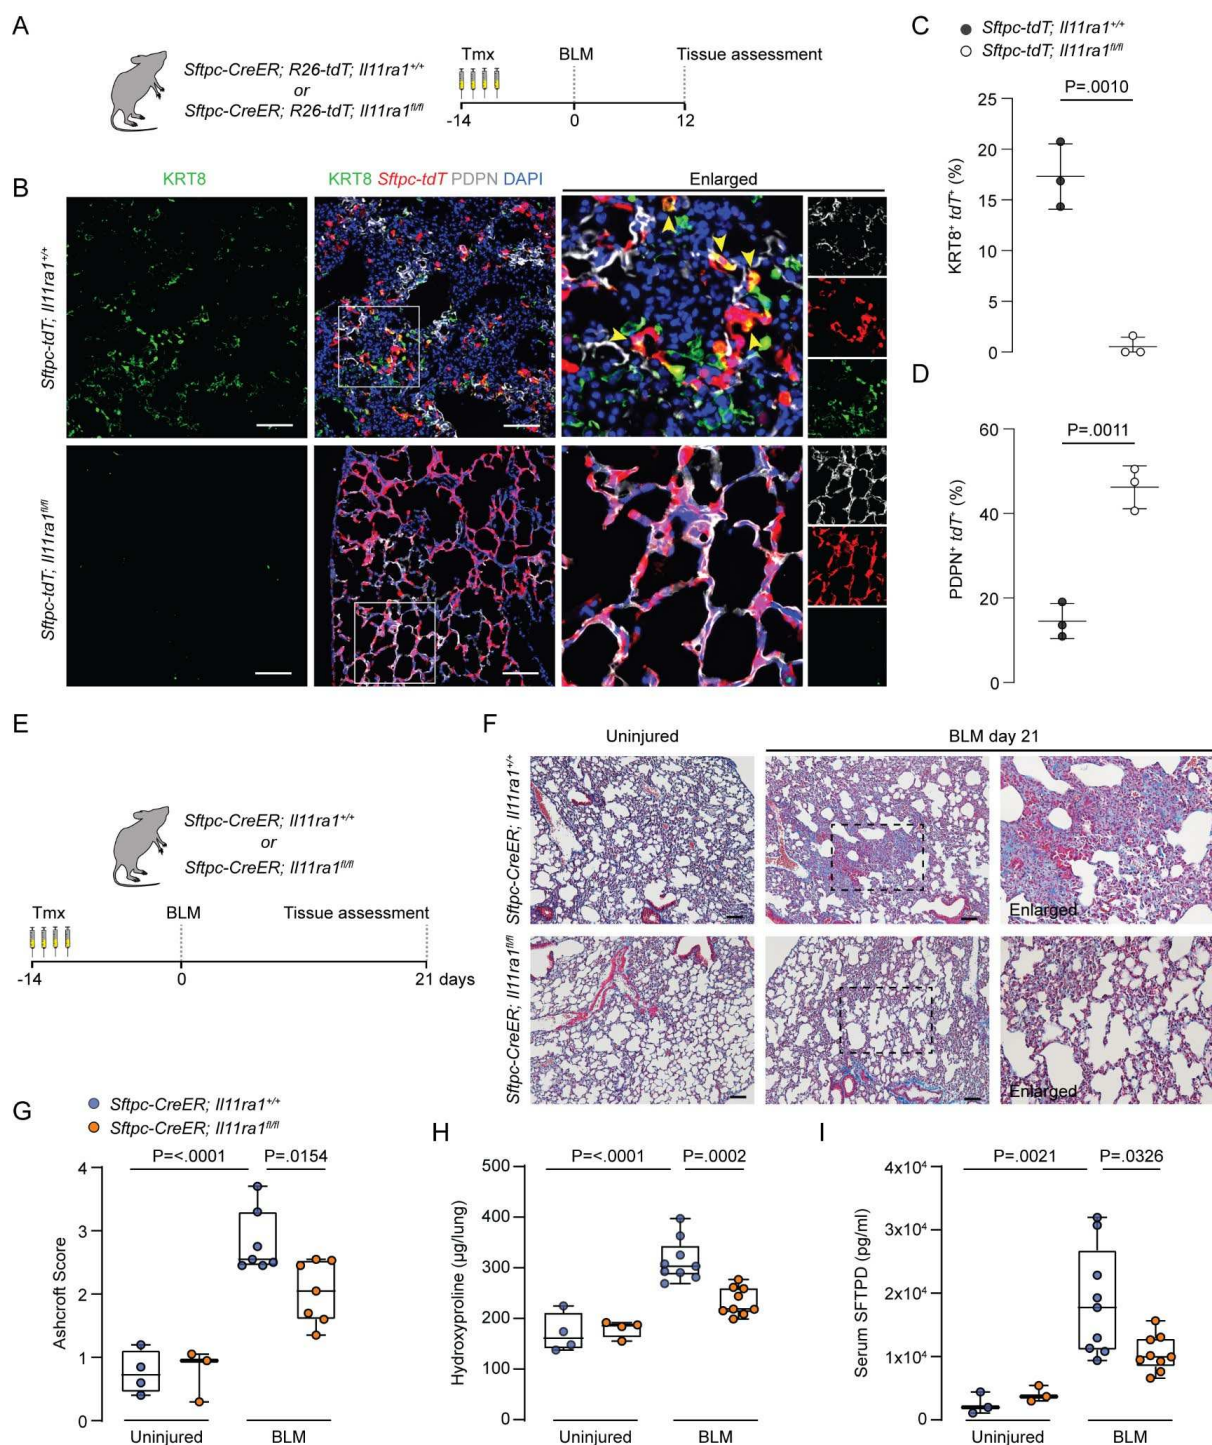 A
Sftpc-CreER; R26-tdT; Il11ra1+/+
or
Sftpc-CreER; R26-tdT; Il11ra1fl/fl
Tmx BLM Tissue assessment
-14 0 12
B
KRT8 KRT8 Sftpc-tdT PDPN DAPI Enlarged
Sftpc-tdT; Il11ra1+/+
Sftpc-tdT; Il11ra1fl/fl
C
Sftpc-tdT; Il11ra1+/+
Sftpc-tdT; Il11ra1fl/fl
P=.0010
KRT8+ tdT+ (%)
25
20
15
10
5
0
D
P=.0011
PDPN+ tdT+ (%)
60
40
20
0
E
Sftpc-CreER; Il11ra1+/+
or
Sftpc-CreER; Il11ra1fl/fl
Tmx BLM Tissue assessment
-14 0 21 days
F
Uninjured BLM day 21
Sftpc-CreER; Il11ra1+/+
Enlarged
Sftpc-CreER; Il11ra1fl/fl
Enlarged
G
Sftpc-CreER; Il11ra1+/+
Sftpc-CreER; Il11ra1fl/fl
P=<.0001 P=.0154
Ashcroft Score
4
3
2
1
0
Uninjured BLM
H
P=<.0001 P=.0002
Hydroxyproline (µg/lung)
500
400
300
200
100
0
Uninjured BLM
I
P=.0021 P=.0326
Serum SFTPD (pg/ml)
4x10⁴
3x10⁴
2x10⁴
1x10⁴
0
Uninjured BLM